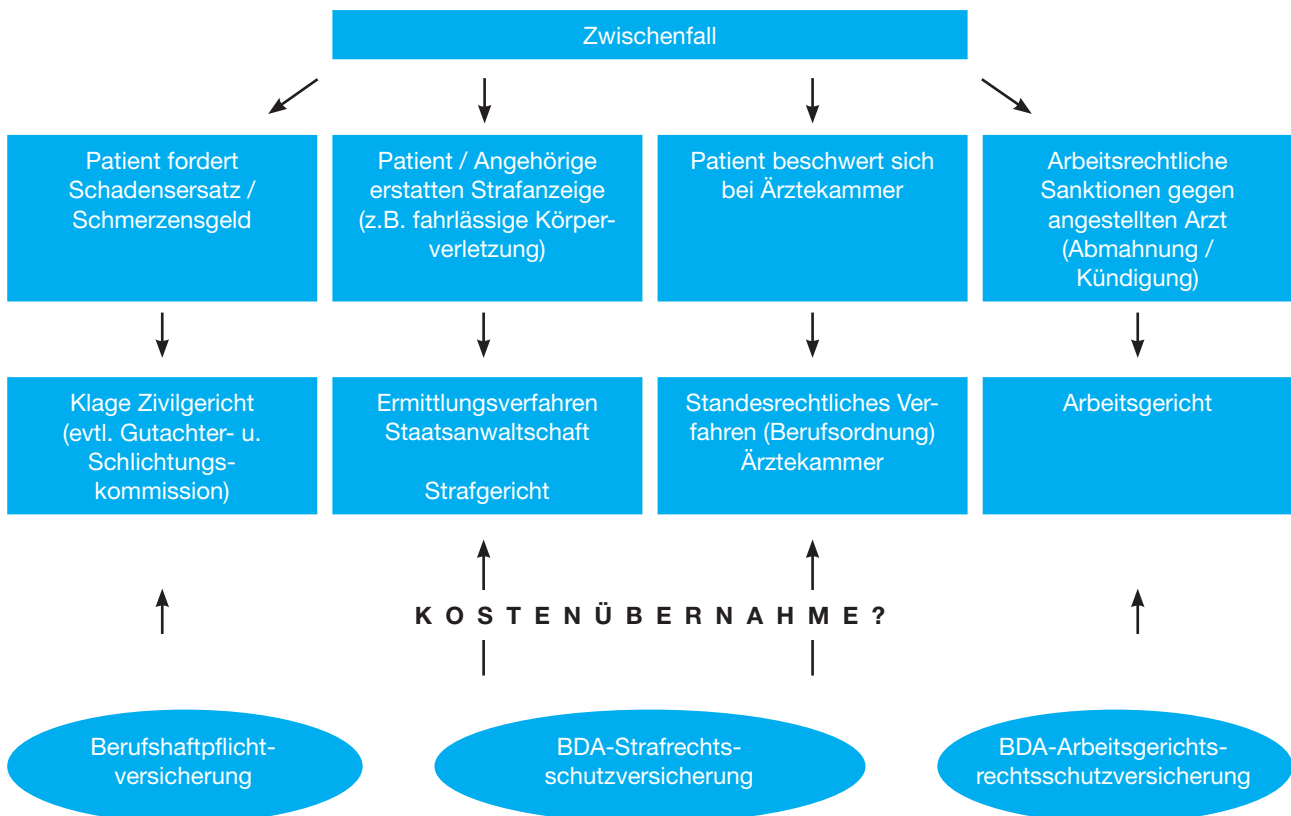 Zwischenfall
Patient fordert
Schadensersatz /
Schmerzensgeld
Patient / Angehörige
erstatten Strafanzeige
(z.B. fahrlässige Körper-
verletzung)
Patient beschwert sich
bei Ärztekammer
Arbeitsrechtliche
Sanktionen gegen
angestellten Arzt
(Abmahnung /
Kündigung)
Klage Zivilgericht
(evtl. Gutachter- u.
Schlichtungs-
kommission)
Ermittlungsverfahren
Staatsanwaltschaft
Strafgericht
Standesrechtliches Ver-
fahren (Berufsordnung)
Ärztekammer
Arbeitsgericht
KOSTENÜBERNAHME?
Berufshaftpflicht-
versicherung
BDA-Strafrechts-
schutzversicherung
BDA-Arbeitsgerichts-
rechtsschutzversicherung